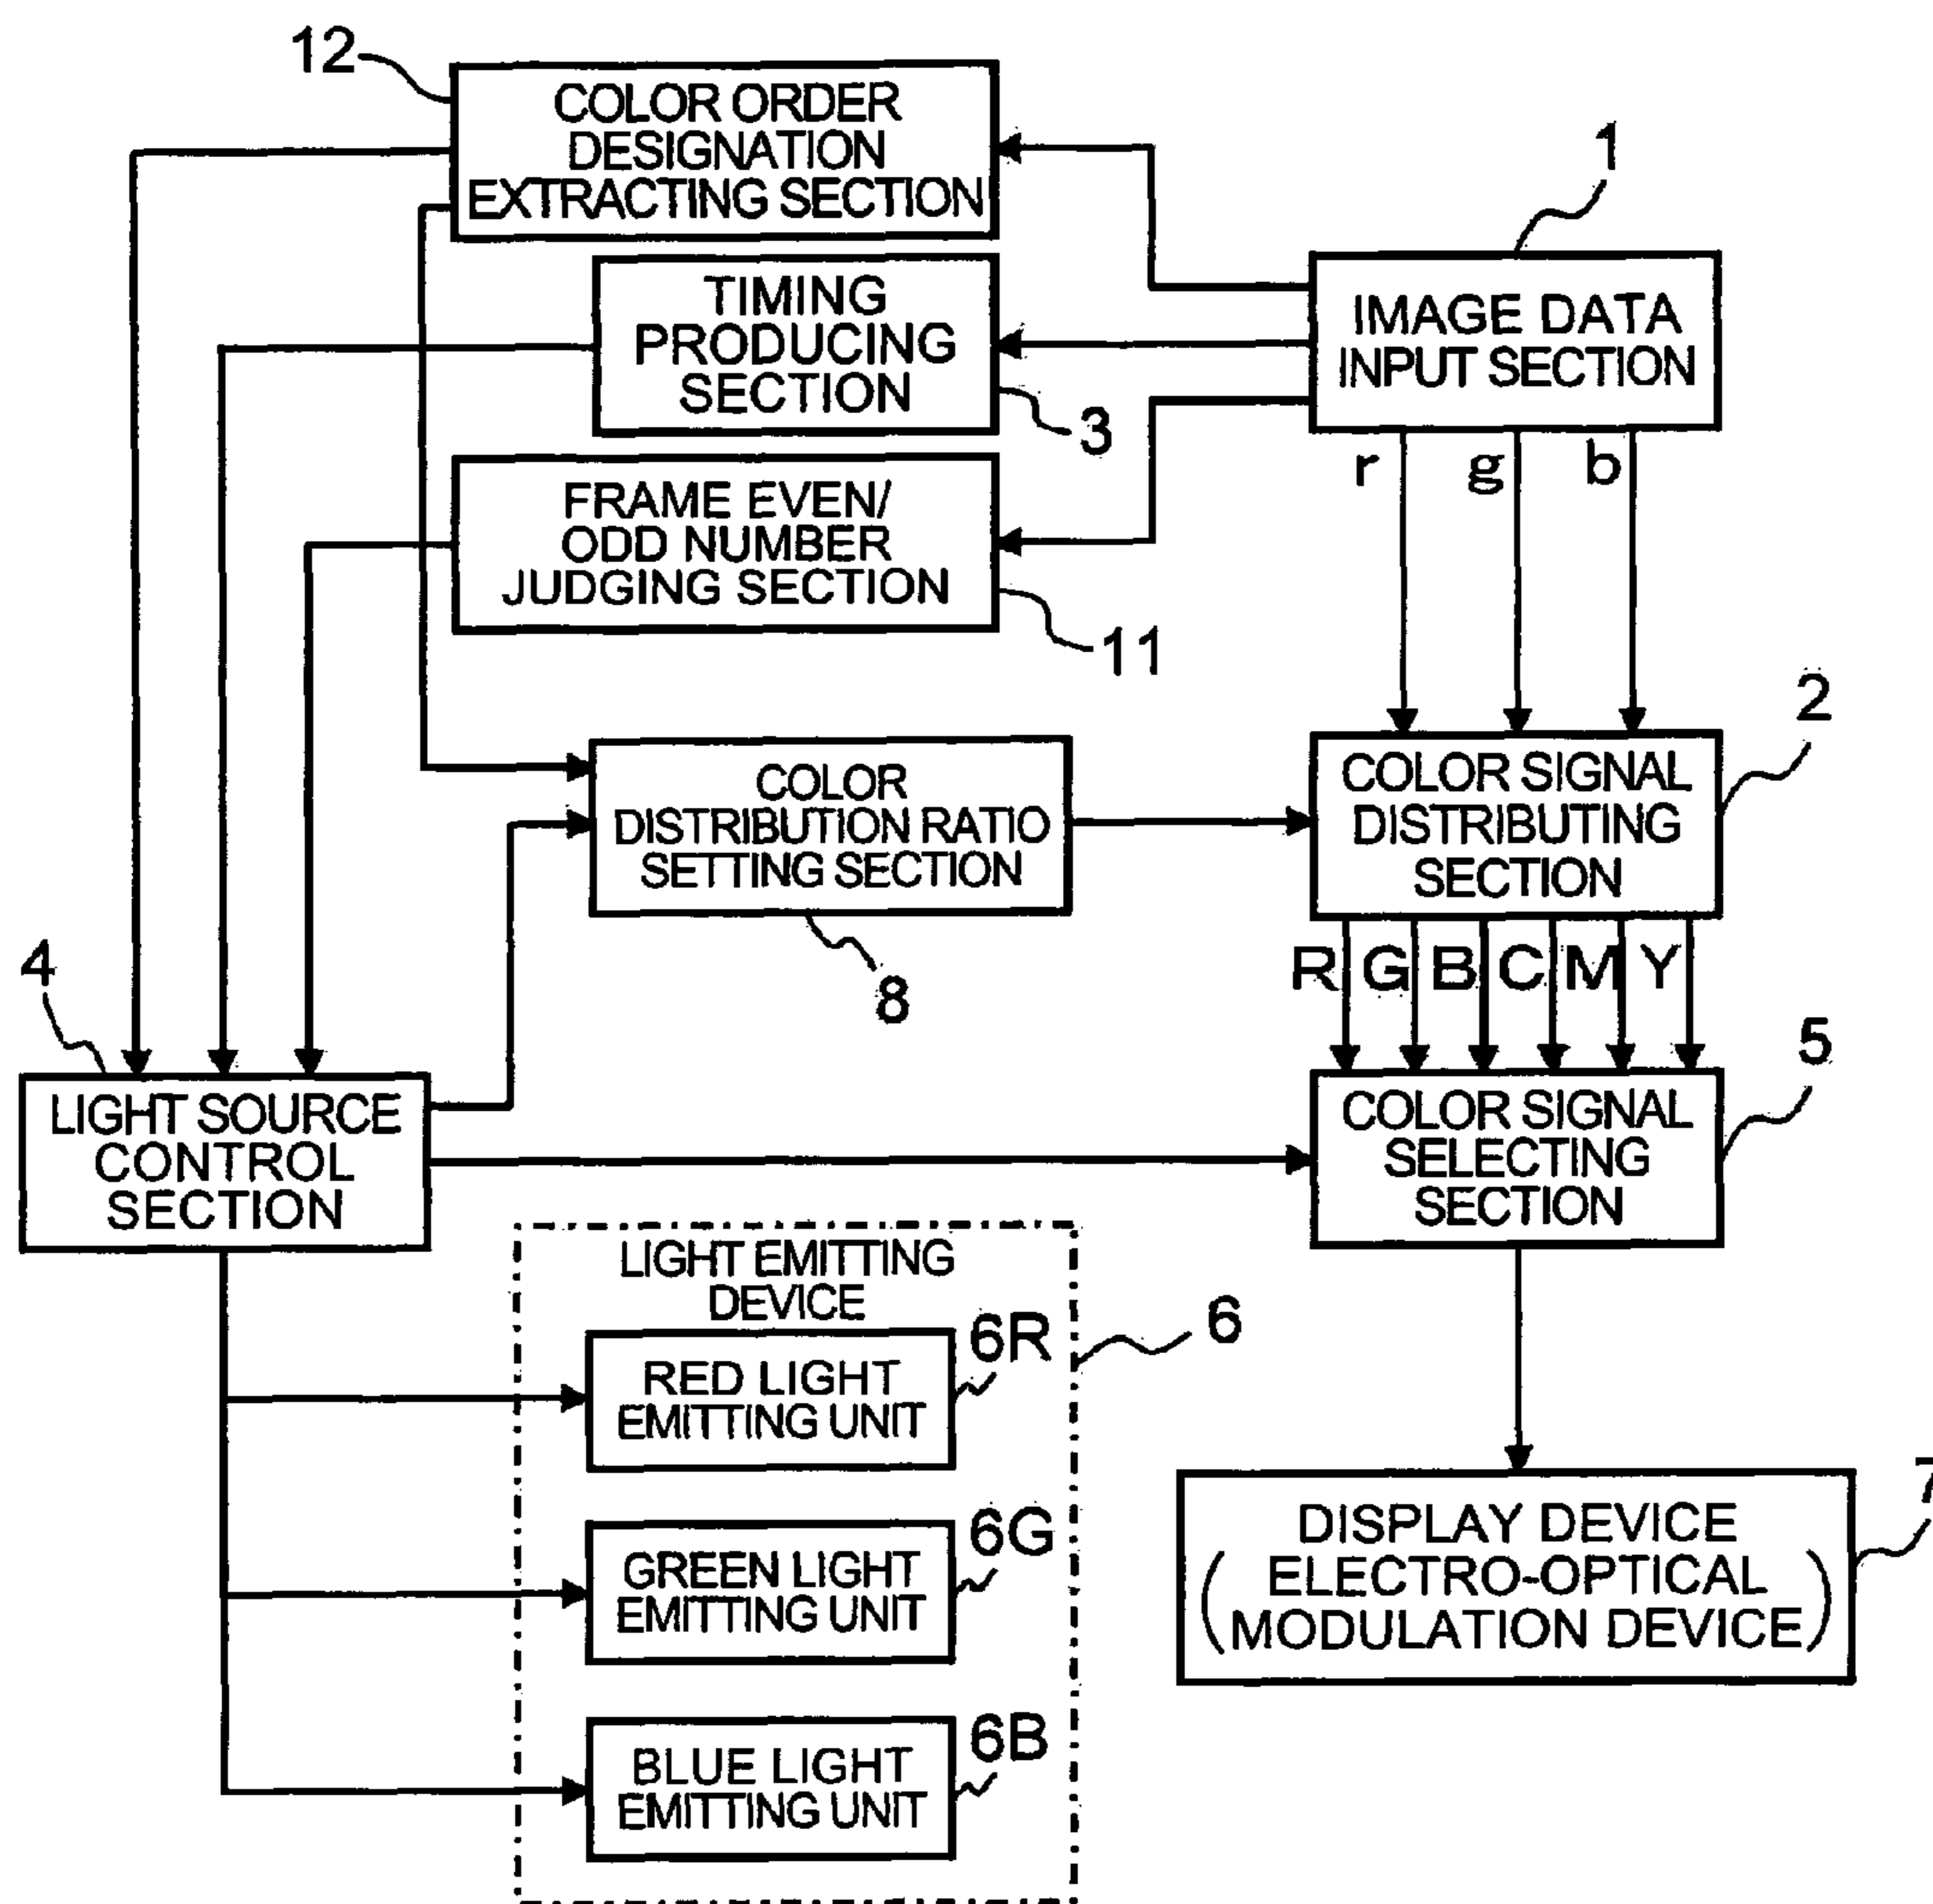 12
COLOR ORDER
DESIGNATION
EXTRACTING SECTION
1
IMAGE DATA
INPUT SECTION
TIMING
PRODUCING
SECTION
3
r g b
FRAME EVEN/
ODD NUMBER
JUDGING SECTION
11
2
COLOR
DISTRIBUTION RATIO
SETTING SECTION
8
COLOR SIGNAL
DISTRIBUTING
SECTION
R G B C M Y
4
LIGHT SOURCE
CONTROL
SECTION
5
COLOR SIGNAL
SELECTING
SECTION
LIGHT EMITTING
DEVICE
6
6R
RED LIGHT
EMITTING UNIT
6G
GREEN LIGHT
EMITTING UNIT
6B
BLUE LIGHT
EMITTING UNIT
7
DISPLAY DEVICE
(ELECTRO-OPTICAL
MODULATION DEVICE)